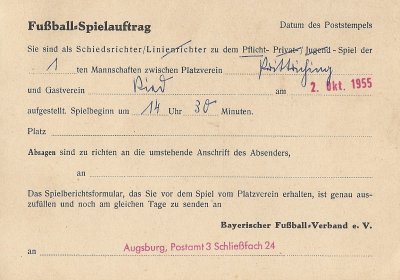 Fußball-Spielauftrag
Datum des Poststempels
Sie sind als Schiedsrichter/Linienrichter zu dem Pflicht- Privat-/Jugend-Spiel der
1 ten Mannschaften zwischen Platzverein Prittriching
und Gastverein Ried am 2. Okt. 1955
aufgestellt. Spielbeginn um 14 Uhr 30 Minuten.
Platz
Absagen sind zu richten an die umstehende Anschrift des Absenders,
an
Das Spielberichtsformular, das Sie vor dem Spiel vom Platzverein erhalten, ist genau aus-
zufüllen und noch am gleichen Tage zu senden an
Bayerischer Fußball-Verband e. V.
an Augsburg, Postamt 3 Schließfach 24